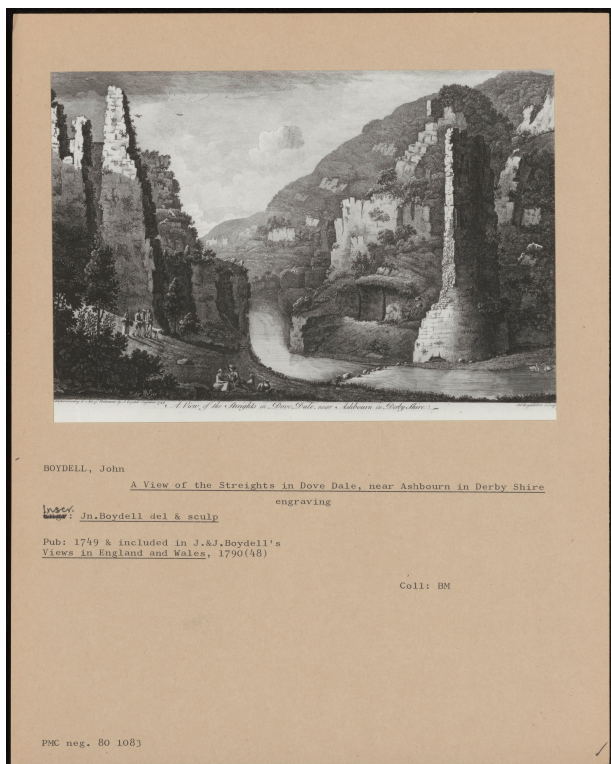 A View of the Streights in Dove Dale, near Ashbourn in Derby Shire.
BOYDELL, John
A View of the Streights in Dove Dale, near Ashbourn in Derby Shire
engraving
Inscr.: Jn.Boydell del & sculp
Pub: 1749 & included in J.&J.Boydell's
Views in England and Wales, 1790(48)
Coll: BM
PMC neg. 80 1083